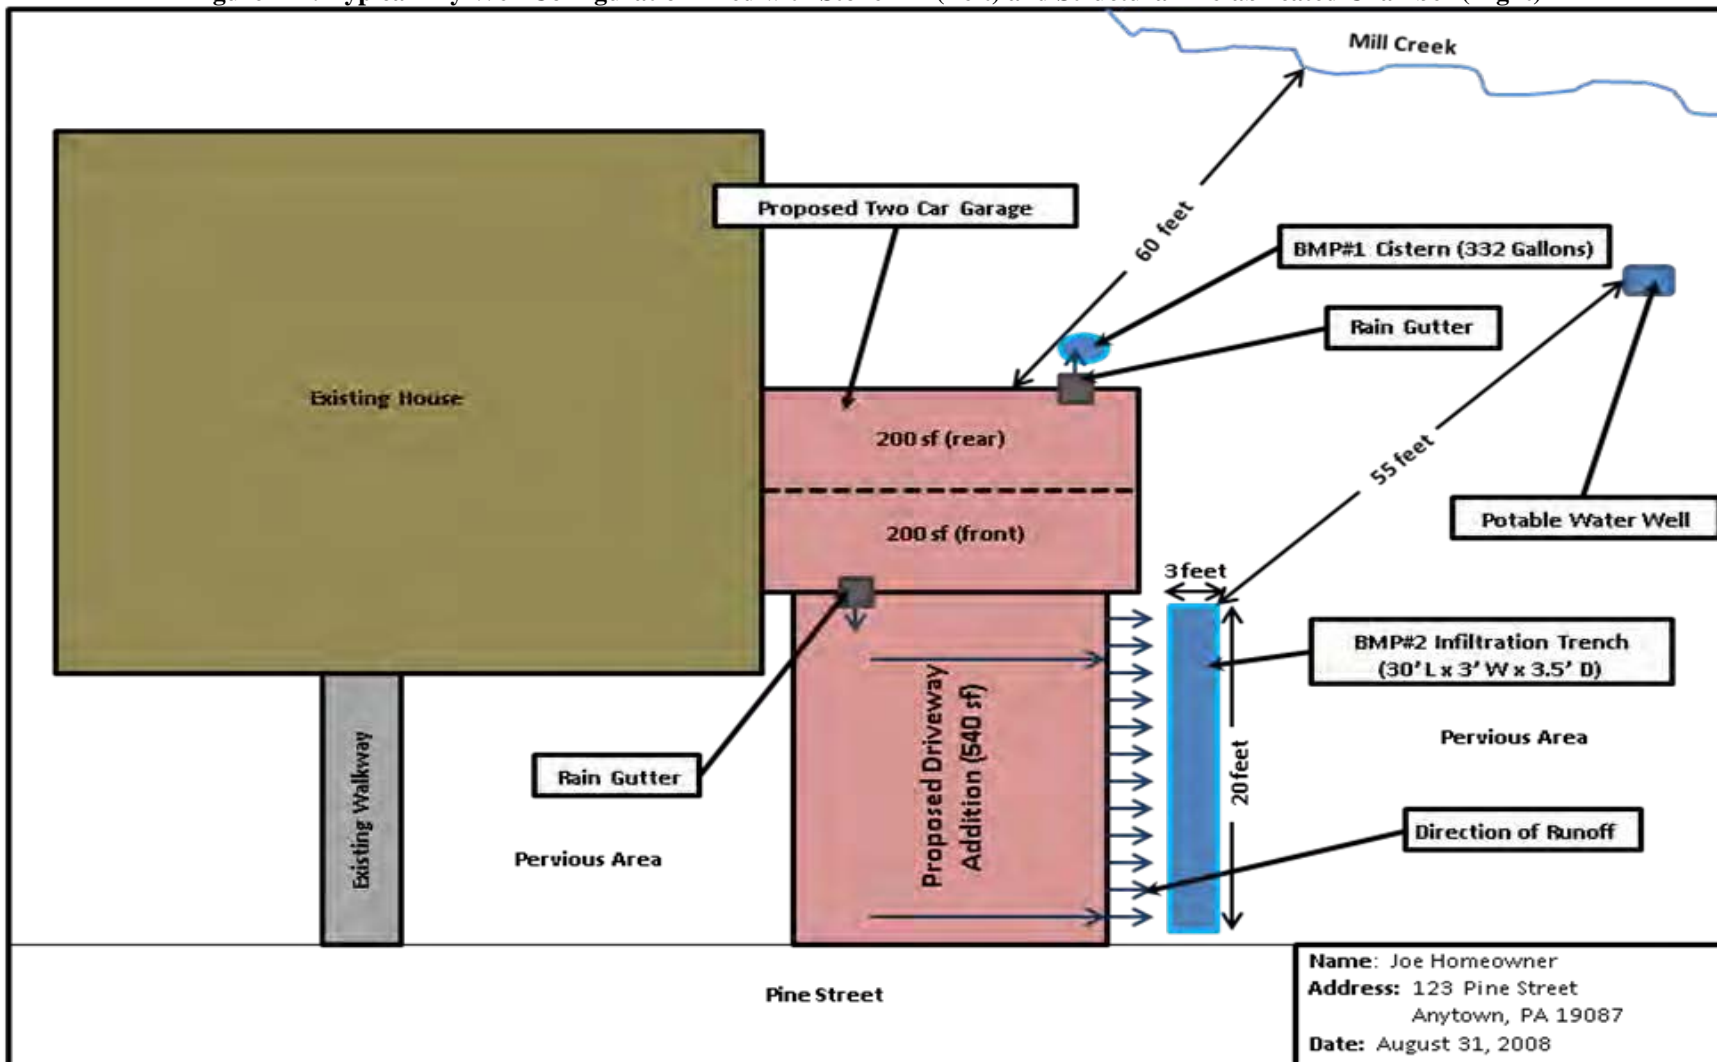 Mill Creek
Proposed Two Car Garage
60 feet
BMP#1 Cistern (332 Gallons)
Rain Gutter
Existing House
200 sf (rear)
55 feet
Potable Water Well
200 sf (front)
3 feet
BMP#2 Infiltration Trench
(30' L x 3' W x 3.5' D)
Proposed Driveway
Addition (540 sf)
20 feet
Pervious Area
Existing Walkway
Rain Gutter
Direction of Runoff
Pervious Area
Pine Street
Name: Joe Homeowner
Address: 123 Pine Street
Anytown, PA 19087
Date: August 31, 2008